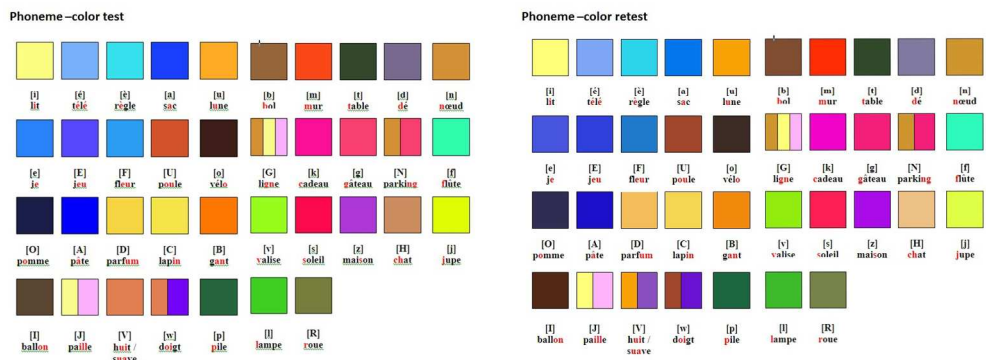 Phoneme –color test
[i] [é] [è] [a] [u] [b] [m] [t] [d] [n]
lit télé règle sac lune bol mur table dé nœud
[e] [E] [F] [U] [o] [G] [k] [g] [N] [f]
je jeu fleur poule vélo ligne cadeau gâteau parking flûte
[O] [A] [D] [C] [B] [v] [s] [z] [H] [j]
pomme pâte parfum lapin gant valise soleil maison chat jupe
[I] [J] [V] [w] [p] [l] [R]
ballon paille huit / doigt pile lampe roue
suave
Phoneme –color retest
[i] [é] [è] [a] [u] [b] [m] [t] [d] [n]
lit télé règle sac lune bol mur table dé nœud
[e] [E] [F] [U] [o] [G] [k] [g] [N] [f]
je jeu fleur poule vélo ligne cadeau gâteau parking flûte
[O] [A] [D] [C] [B] [v] [s] [z] [H] [j]
pomme pâte parfum lapin gant valise soleil maison chat jupe
[I] [J] [V] [w] [p] [l] [R]
ballon paille huit / doigt pile lampe roue
suave